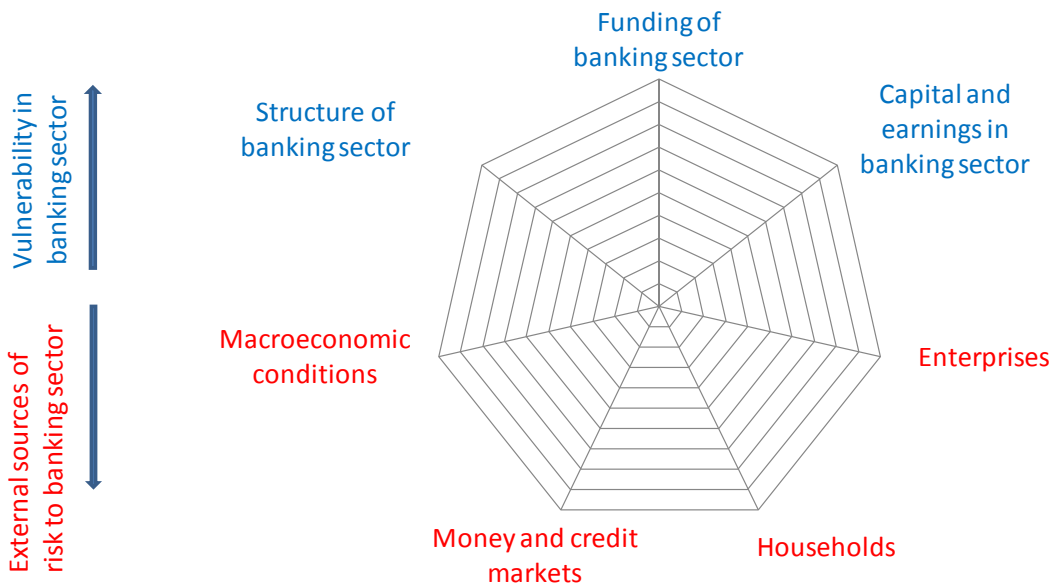 Funding of
banking sector
Structure of
banking sector
Capital and
earnings in
banking sector
Vulnerability in
banking sector
Macroeconomic
conditions
Enterprises
External sources of
risk to banking sector
Money and credit
markets
Households